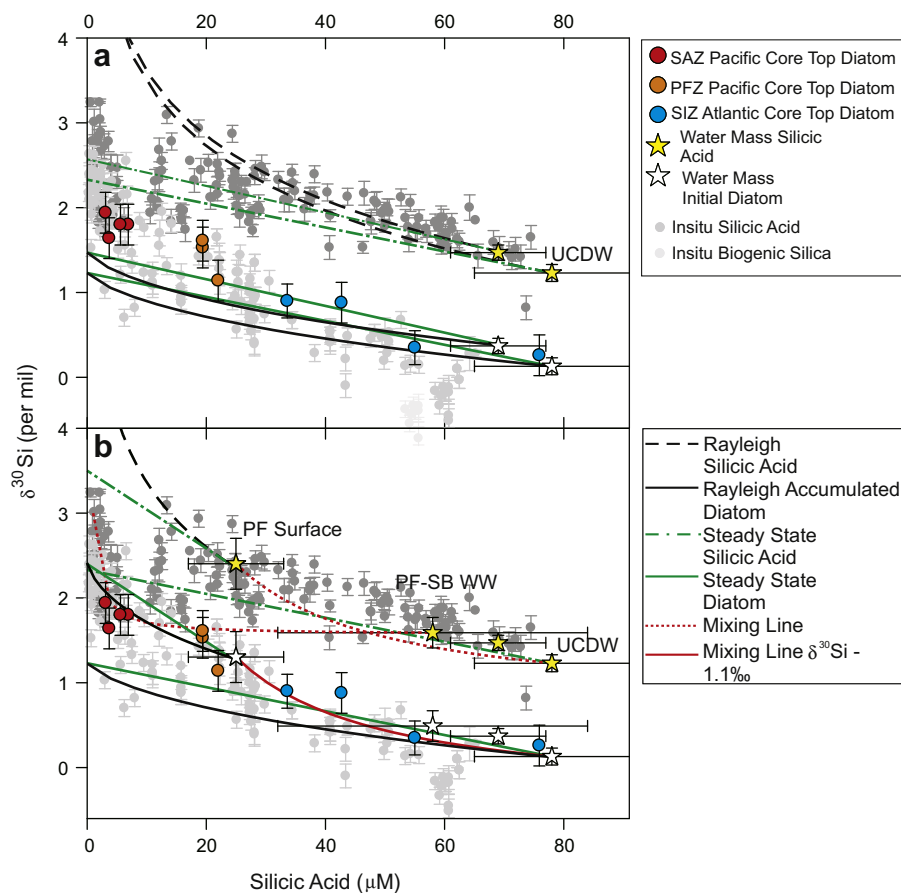 0 20 40 60 80
4
a
3
2
1
0
UCDW
SAZ Pacific Core Top Diatom
PFZ Pacific Core Top Diatom
SIZ Atlantic Core Top Diatom
Water Mass Silicic
Acid
Water Mass
Initial Diatom
Insitu Silicic Acid
Insitu Biogenic Silica
δ30Si (per mil)
4
b
3
2
1
0
PF Surface
PF-SB WW
UCDW
0 20 40 60 80
Silicic Acid (μM)
Rayleigh
Silicic Acid
Rayleigh Accumulated
Diatom
Steady State
Silicic Acid
Steady State
Diatom
Mixing Line
Mixing Line δ30Si -
1.1‰